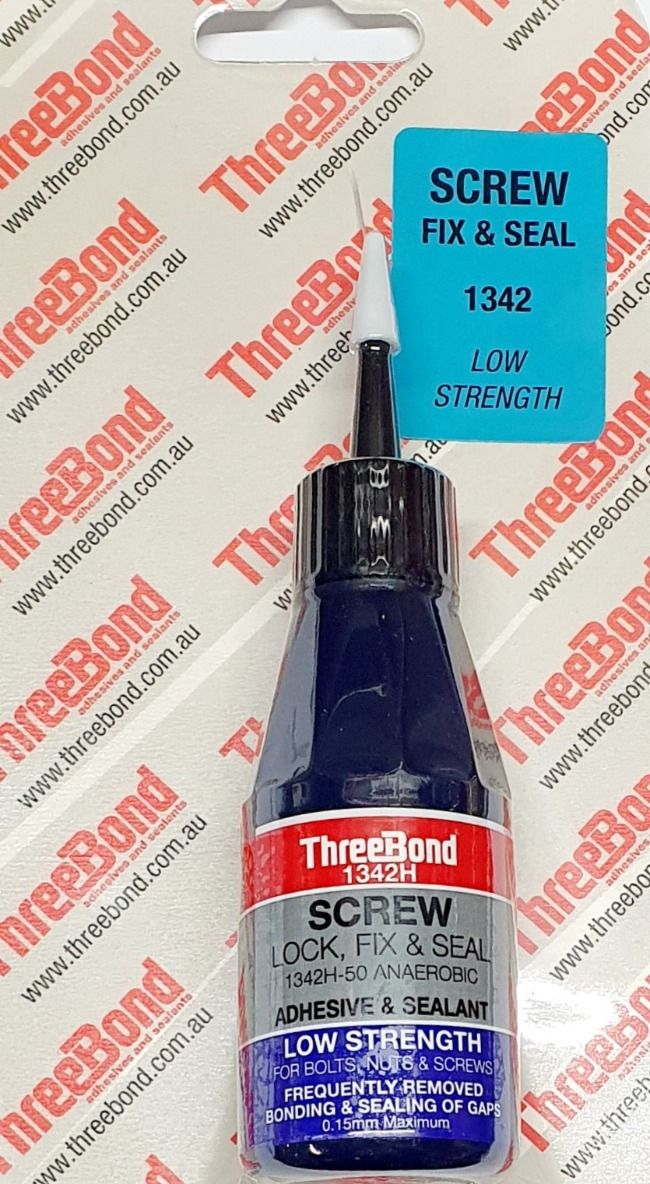 ThreeBond
adhesives and sealants
www.threebond.com.au
SCREW
FIX & SEAL
1342
LOW
STRENGTH
ThreeBond
1342H
SCREW
LOCK, FIX & SEAL
1342H-50 ANAEROBIC
ADHESIVE & SEALANT
LOW STRENGTH
FOR BOLTS, NUTS & SCREWS
FREQUENTLY REMOVED
BONDING & SEALING OF GAPS
0.15mm Maximum